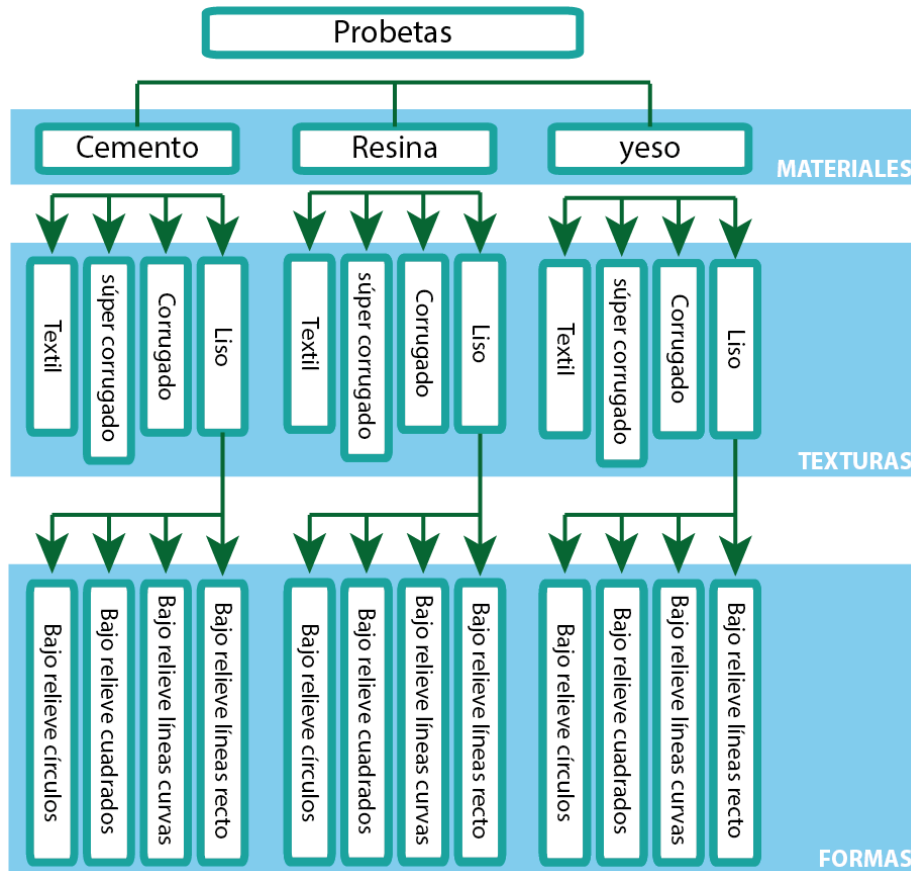 Probetas
Cemento
Resina
yeso
MATERIALES
Textil
súper corrugado
Corrugado
Liso
Textil
súper corrugado
Corrugado
Liso
Textil
súper corrugado
Corrugado
Liso
TEXTURAS
Bajo relieve círculos
Bajo relieve cuadrados
Bajo relieve líneas curvas
Bajo relieve líneas recto
Bajo relieve círculos
Bajo relieve cuadrados
Bajo relieve líneas curvas
Bajo relieve líneas recto
Bajo relieve círculos
Bajo relieve cuadrados
Bajo relieve líneas curvas
Bajo relieve líneas recto
FORMAS